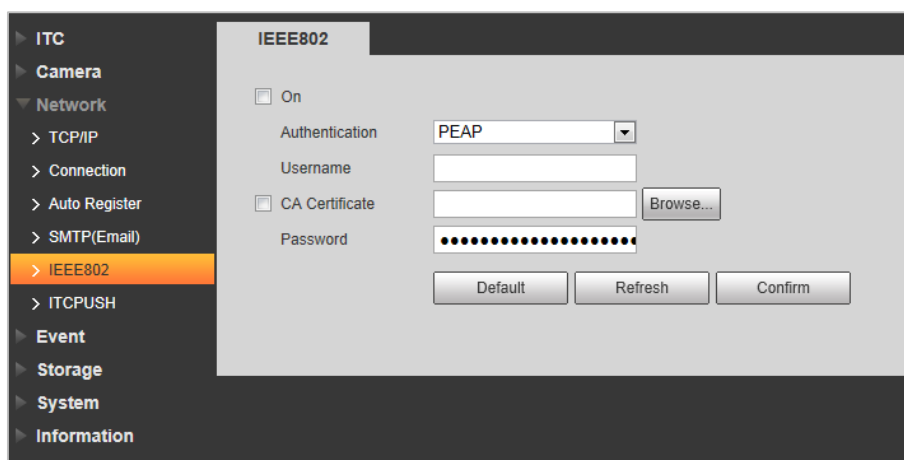 ITC
Camera
Network
TCP/IP
Connection
Auto Register
SMTP(Email)
IEEE802
ITCPUSH
Event
Storage
System
Information
IEEE802
On
Authentication PEAP
Username
CA Certificate Browse...
Password ●●●●●●●●●●●●●●●●●●●●
Default Refresh Confirm